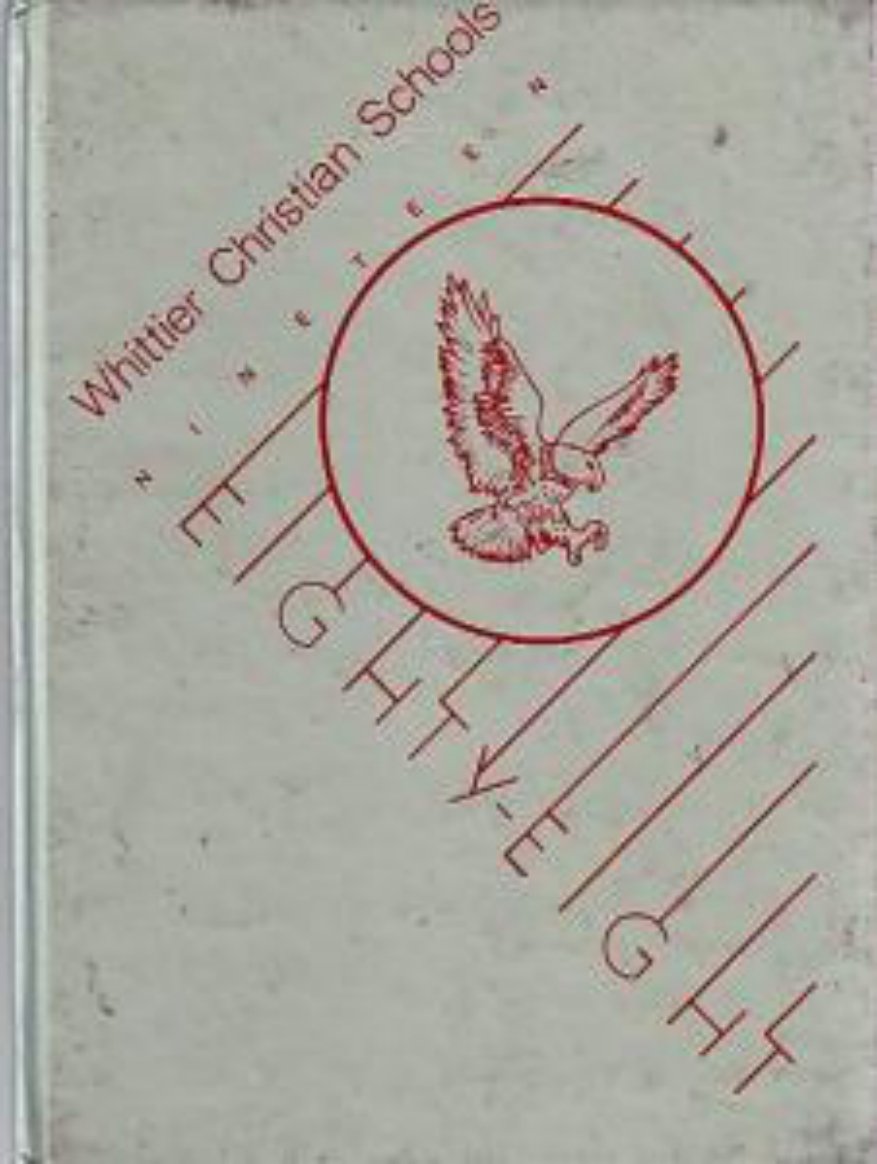 Whittier Christian Schools
NINETEEN
EIGHTY-EIGHT